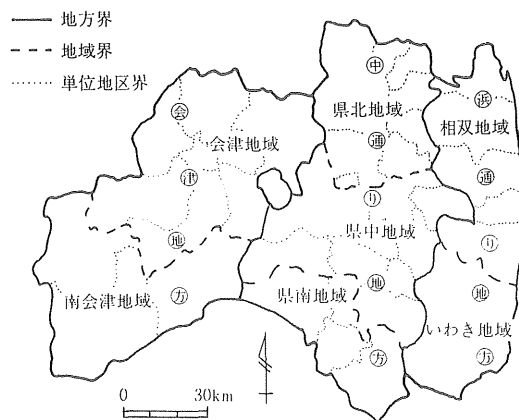 地方界
地域界
単位地区界
会津地方
中通り地方
浜通り地方
会津地域
県北地域
相双地域
県中地域
南会津地域
県南地域
いわき地域
0 30km